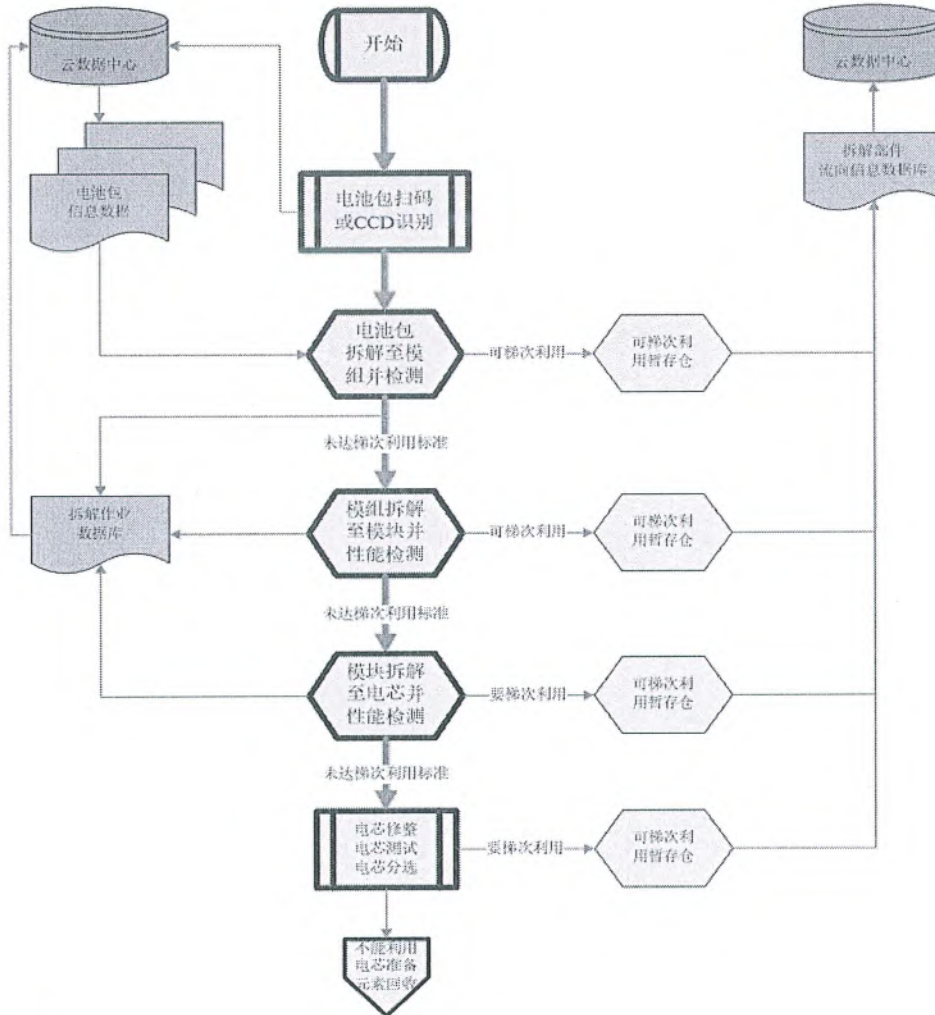 云数据中心
开始
云数据中心
拆解部件
流向信息数据库
电池包
信息数据
电池包扫码
或CCD识别
电池包
拆解至模
组并检测
可梯次利用
可梯次利
用暂存仓
未达梯次利用标准
拆解作业
数据库
模组拆解
至模块并
性能检测
可梯次利用
可梯次利
用暂存仓
未达梯次利用标准
模块拆解
至电芯并
性能检测
要梯次利用
可梯次利
用暂存仓
未达梯次利用标准
电芯修整
电芯测试
电芯分选
要梯次利用
可梯次利
用暂存仓
不能利用
电芯准备
元素回收